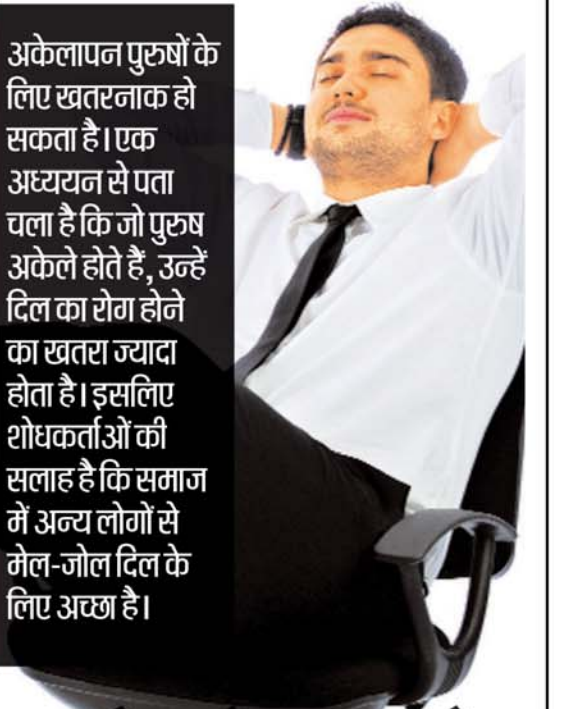 अकेलापन पुरुषों के
लिए खतरनाक हो
सकता है। एक
अध्ययन से पता
चला है कि जो पुरुष
अकेले होते हैं, उन्हें
दिल का रोग होने
का खतरा ज्यादा
होता है। इसलिए
शोधकर्ताओं की
सलाह है कि समाज
में अन्य लोगों से
मेल-जोल दिल के
लिए अच्छा है।